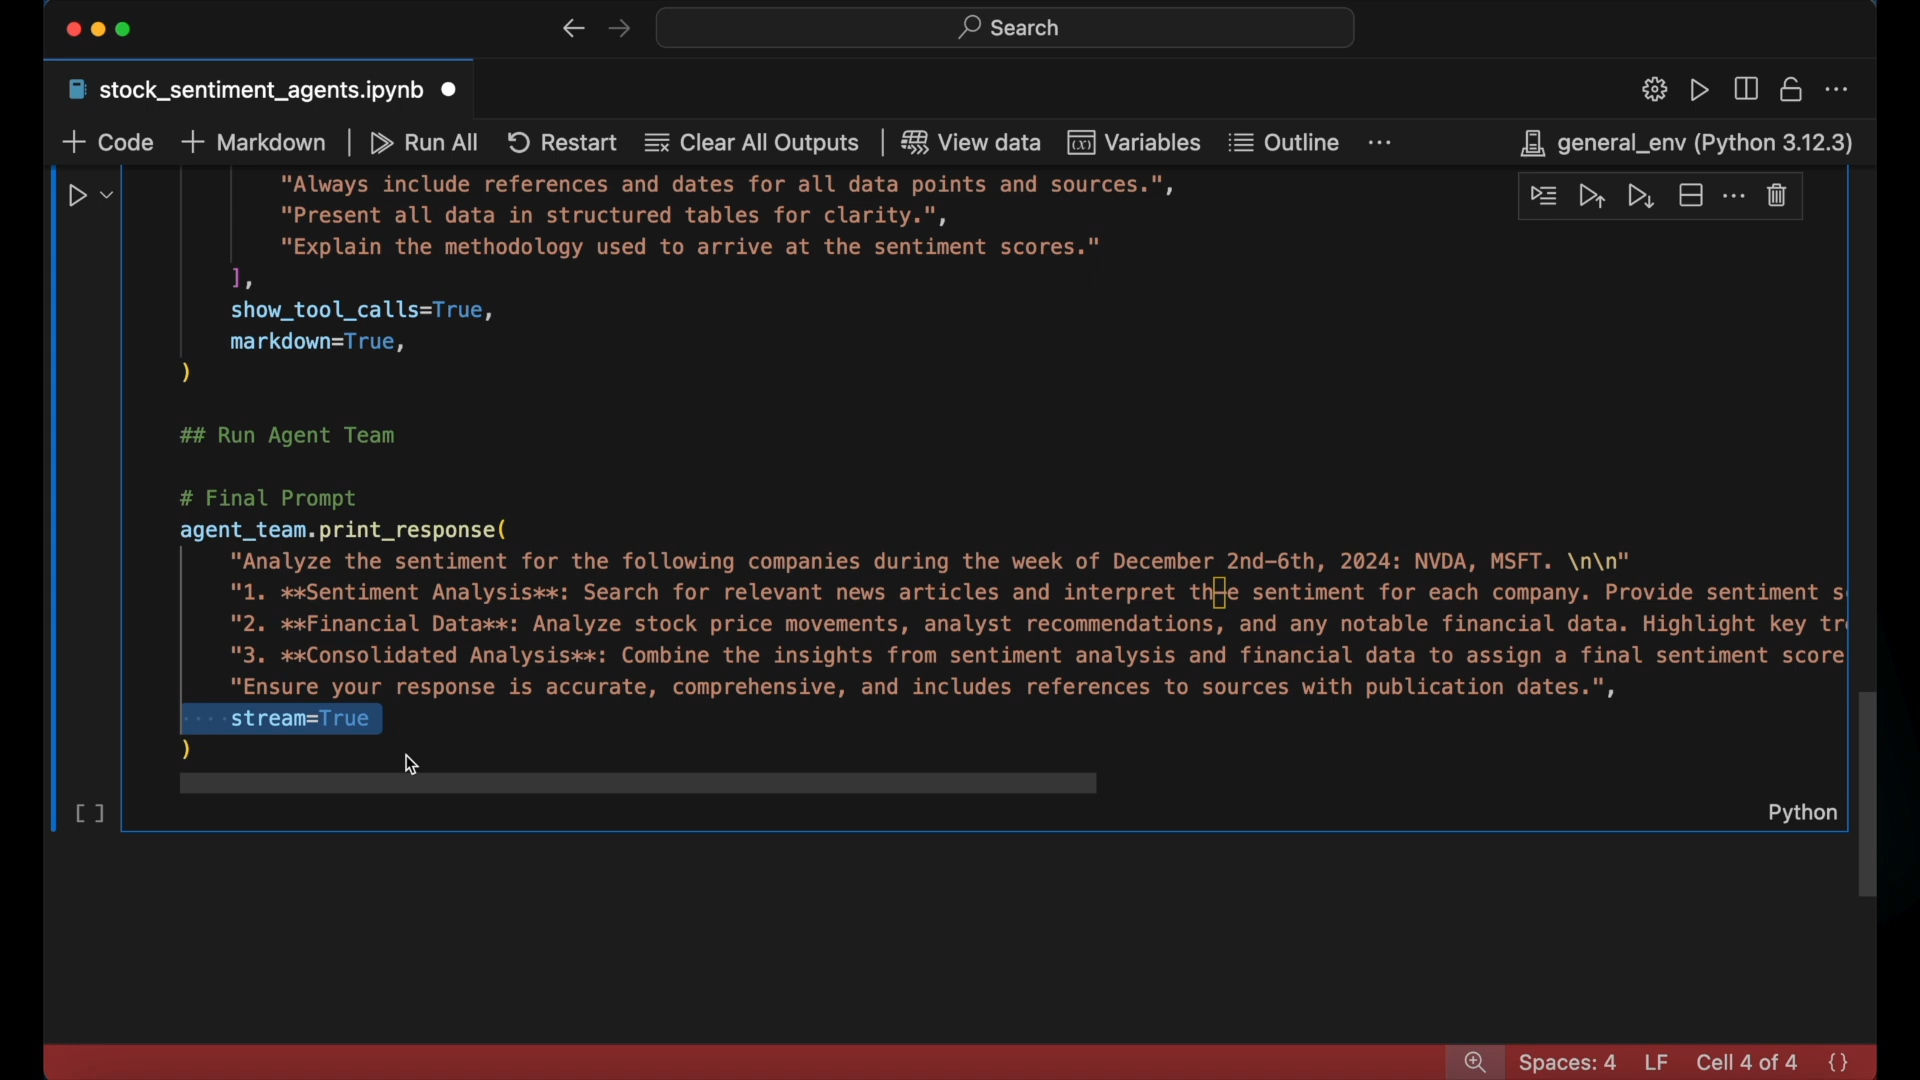 Search
stock_sentiment_agents.ipynb
Code Markdown Run All Restart Clear All Outputs View data Variables Outline ... general_env (Python 3.12.3)
"Always include references and dates for all data points and sources.",
"Present all data in structured tables for clarity.",
"Explain the methodology used to arrive at the sentiment scores."
],
show_tool_calls=True,
markdown=True,
)
## Run Agent Team
# Final Prompt
agent_team.print_response(
"Analyze the sentiment for the following companies during the week of December 2nd-6th, 2024: NVDA, MSFT. \n\n"
"1. **Sentiment Analysis**: Search for relevant news articles and interpret th–e sentiment for each company. Provide sentiment s
"2. **Financial Data**: Analyze stock price movements, analyst recommendations, and any notable financial data. Highlight key tr
"3. **Consolidated Analysis**: Combine the insights from sentiment analysis and financial data to assign a final sentiment score
"Ensure your response is accurate, comprehensive, and includes references to sources with publication dates.",
stream=True
)
[ ]
Python
Spaces: 4 LF Cell 4 of 4 {}